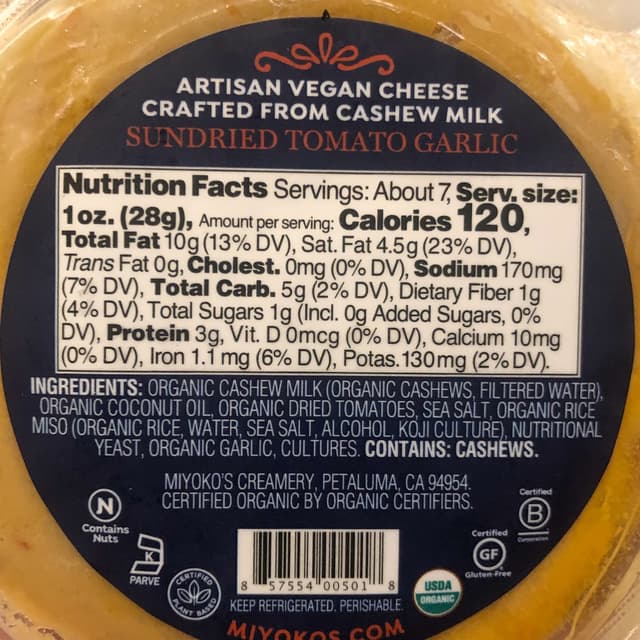 ARTISAN VEGAN CHEESE
CRAFTED FROM CASHEW MILK
SUNDRIED TOMATO GARLIC
Nutrition Facts Servings: About 7, Serv. size:
1 oz. (28g), Amount per serving: Calories 120,
Total Fat 10g (13% DV), Sat. Fat 4.5g (23% DV),
Trans Fat 0g, Cholest. 0mg (0% DV), Sodium 170mg
(7% DV), Total Carb. 5g (2% DV), Dietary Fiber 1g
(4% DV), Total Sugars 1g (Incl. 0g Added Sugars, 0%
DV), Protein 3g, Vit. D 0mcg (0% DV), Calcium 10mg
(0% DV), Iron 1.1 mg (6% DV), Potas. 130mg (2% DV).
INGREDIENTS: ORGANIC CASHEW MILK (ORGANIC CASHEWS, FILTERED WATER),
ORGANIC COCONUT OIL, ORGANIC DRIED TOMATOES, SEA SALT, ORGANIC RICE
MISO (ORGANIC RICE, WATER, SEA SALT, ALCOHOL, KOJI CULTURE), NUTRITIONAL
YEAST, ORGANIC GARLIC, CULTURES. CONTAINS: CASHEWS.
MIYOKO'S CREAMERY, PETALUMA, CA 94954.
CERTIFIED ORGANIC BY ORGANIC CERTIFIERS.
N
Contains
Nuts
K
PARVE
CERTIFIED
PLANT BASED
8 57554 00501 8
KEEP REFRIGERATED. PERISHABLE.
MIYOKOS.COM
USDA
ORGANIC
Certified
GF
Gluten-Free
Certified
B
Corporation